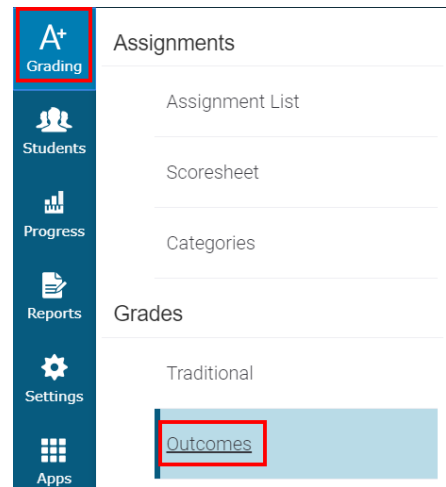 A+
Grading
Students
Progress
Reports
Settings
Apps
Assignments
Assignment List
Scoresheet
Categories
Grades
Traditional
Outcomes